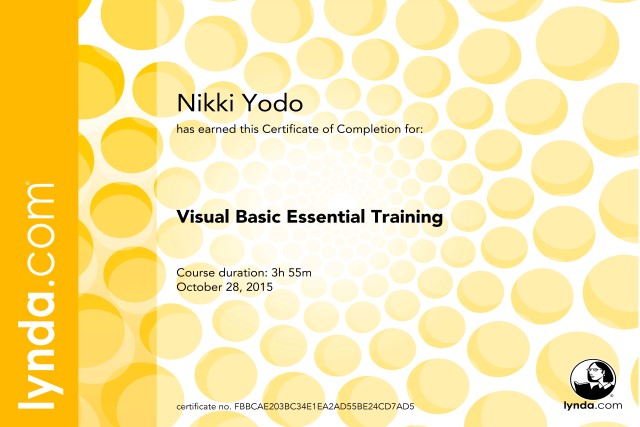 lynda.com
Nikki Yodo
has earned this Certificate of Completion for:
Visual Basic Essential Training
Course duration: 3h 55m
October 28, 2015
certificate no. FBBCAE203BC34E1EA2AD55BE24CD7AD5
lynda.com